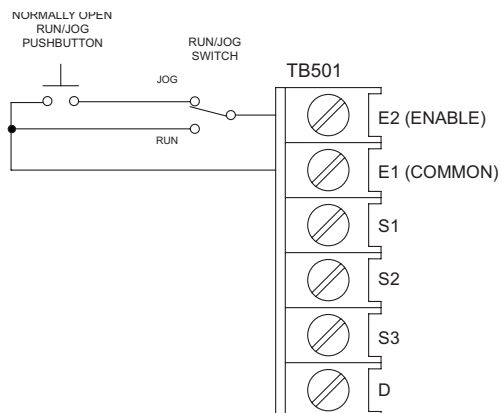 NORMALLY OPEN
RUN/JOG
PUSHBUTTON
RUN/JOG
SWITCH
JOG
RUN
TB501
E2 (ENABLE)
E1 (COMMON)
S1
S2
S3
D